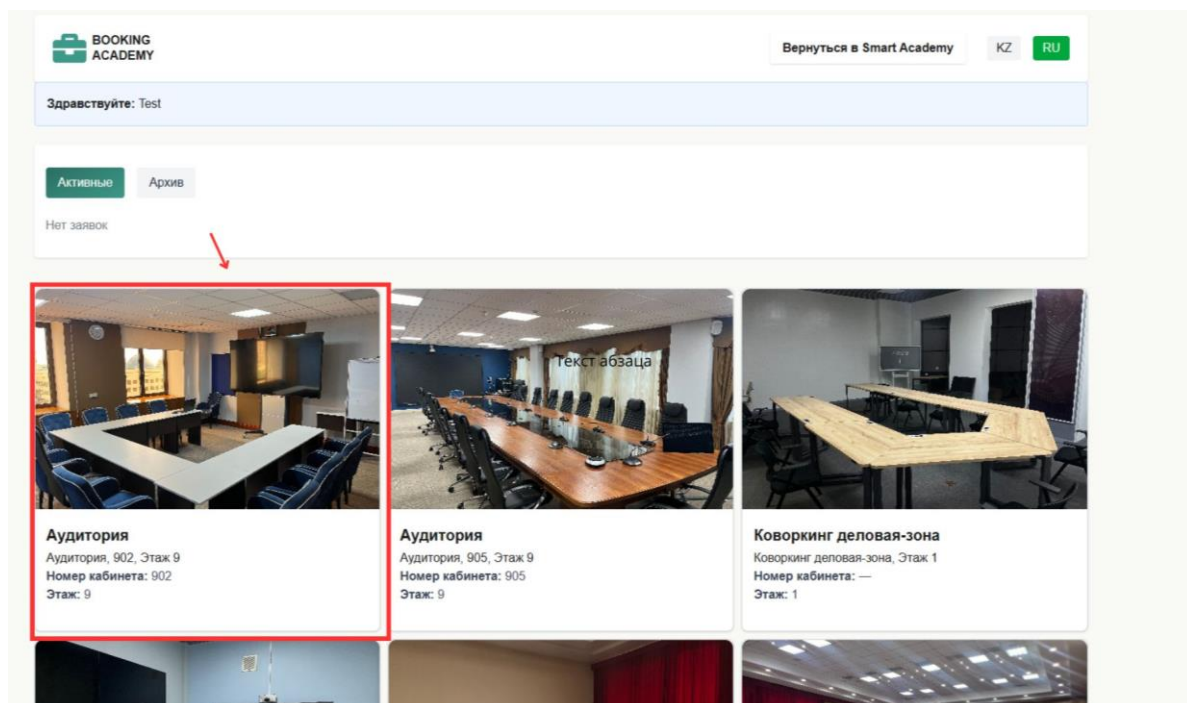 BOOKING
ACADEMY
Вернуться в Smart Academy
KZ
RU
Здравствуйте: Test
Активные
Архив
Нет заявок
Текст абзаца
Аудитория
Аудитория, 902, Этаж 9
Номер кабинета: 902
Этаж: 9
Аудитория
Аудитория, 905, Этаж 9
Номер кабинета: 905
Этаж: 9
Коворкинг деловая-зона
Коворкинг деловая-зона, Этаж 1
Номер кабинета: —
Этаж: 1